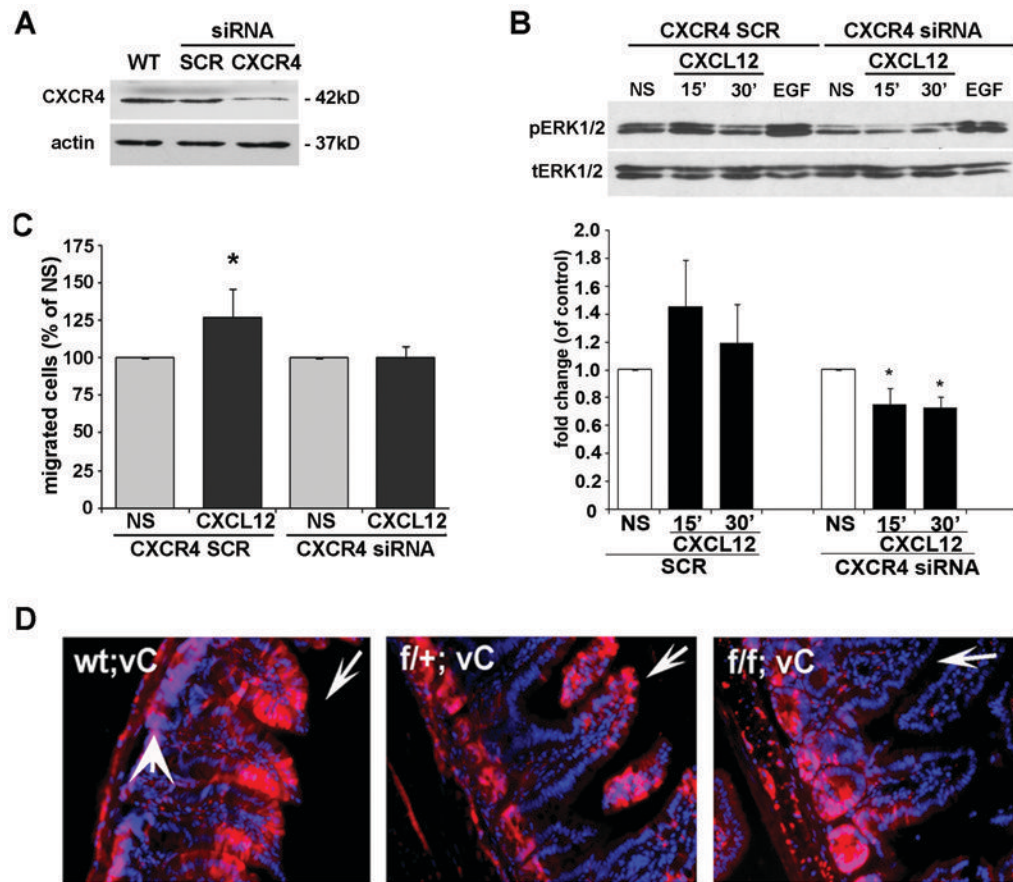 A
siRNA
WT SCR CXCR4
CXCR4
- 42kD
actin
- 37kD
B
CXCR4 SCR CXCR4 siRNA
CXCL12 CXCL12
NS 15' 30' EGF NS 15' 30' EGF
pERK1/2
tERK1/2
C
migrated cells (% of NS)
175
150
125
100
75
50
25
0
*
NS CXCL12 NS CXCL12
CXCR4 SCR CXCR4 siRNA
fold change (of control)
2.0
1.8
1.6
1.4
1.2
1.0
0.8
0.6
0.4
0.2
0
* *
NS 15' 30' NS 15' 30'
CXCL12 CXCL12
SCR CXCR4 siRNA
D
wt;vC
f/+; vC
f/f; vC